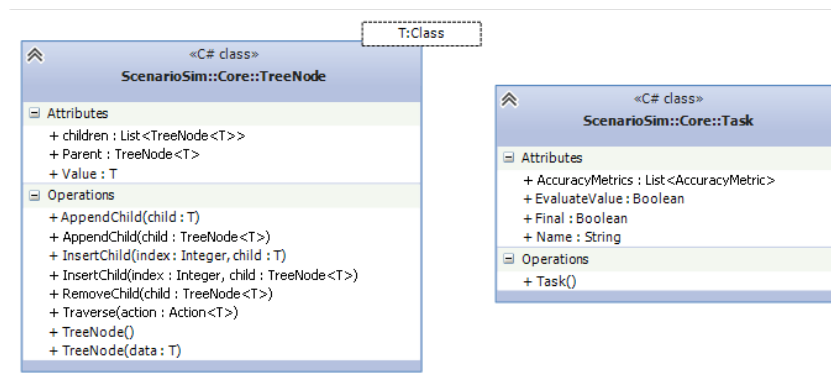 T:Class
«C# class»
ScenarioSim::Core::TreeNode
Attributes
+ children : List<TreeNode<T>>
+ Parent : TreeNode<T>
+ Value : T
Operations
+ AppendChild(child : T)
+ AppendChild(child : TreeNode<T>)
+ InsertChild(index : Integer, child : T)
+ InsertChild(index : Integer, child : TreeNode<T>)
+ RemoveChild(child : TreeNode<T>)
+ Traverse(action : Action<T>)
+ TreeNode()
+ TreeNode(data : T)
«C# class»
ScenarioSim::Core::Task
Attributes
+ AccuracyMetrics : List<AccuracyMetric>
+ EvaluateValue : Boolean
+ Final : Boolean
+ Name : String
Operations
+ Task()